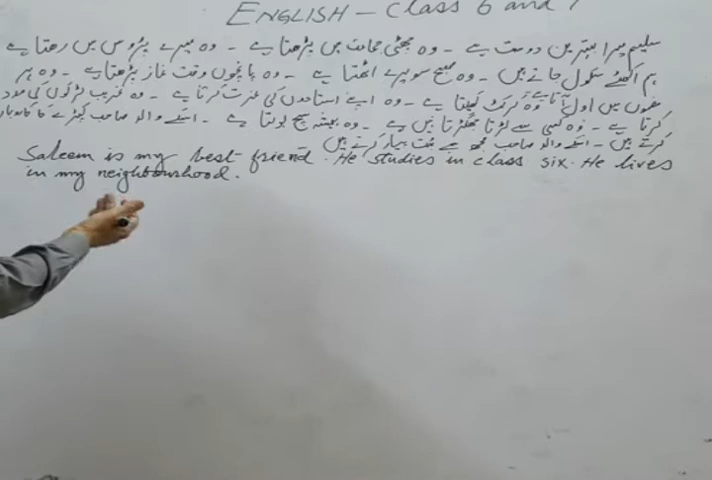 ENGLISH - Class 6 and 7
سلیم میرا بہترین دوست ہے - وہ چھٹی جماعت میں پڑھتا ہے - وہ میرے پڑوس میں رہتا ہے
ہم اکٹھے سکول جاتے ہیں - وہ صبح سویرے اٹھتا ہے - وہ پانچوں وقت نماز پڑھتا ہے - وہ ہر
مضمون میں اول آتا ہے وہ کرکٹ کھیلتا ہے - وہ اپنے استادوں کی عزت کرتا ہے - وہ غریب لڑکوں کی مدد
کرتا ہے - وہ کسی سے لڑتا جھگڑتا نہیں ہے - وہ ہمیشہ سچ بولتا ہے - اسکے والد صاحب کپڑے کا کاروبار
کرتے ہیں - اسکے والد صاحب مجھ سے بہت پیار کرتے ہیں
Saleem is my best friend. He studies in class six. He lives
in my neighbourhood.